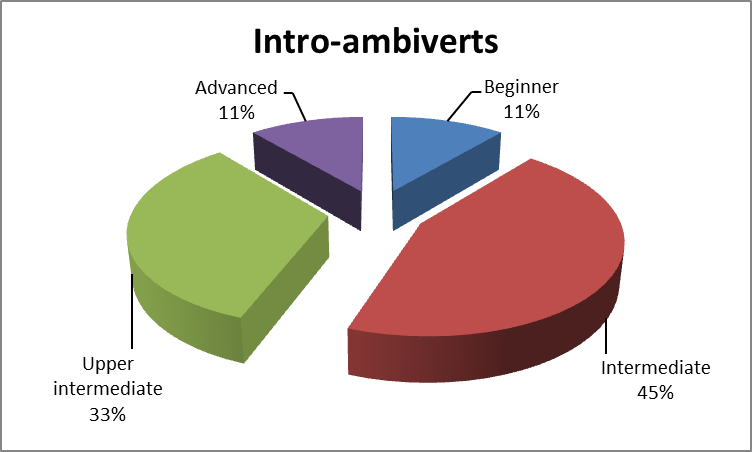 Intro-ambiverts
Advanced
11%
Beginner
11%
Upper
intermediate
33%
Intermediate
45%